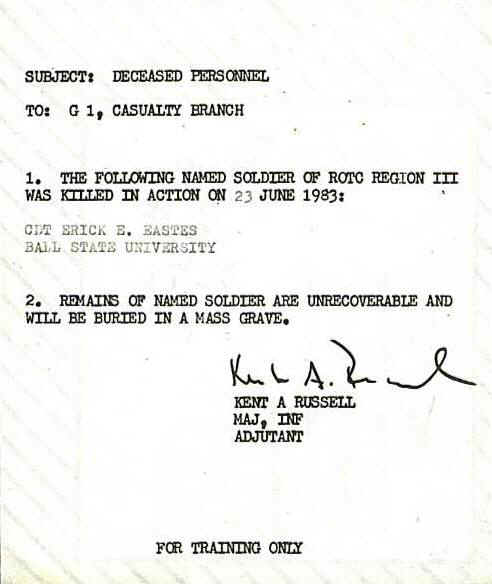 SUBJECT: DECEASED PERSONNEL
TO: G 1, CASUALTY BRANCH
1. THE FOLLOWING NAMED SOLDIER OF ROTC REGION III
WAS KILLED IN ACTION ON 23 JUNE 1983:
CDT ERICK E. EASTES
BALL STATE UNIVERSITY
2. REMAINS OF NAMED SOLDIER ARE UNRECOVERABLE AND
WILL BE BURIED IN A MASS GRAVE.
KENT A RUSSELL
MAJ, INF
ADJUTANT
FOR TRAINING ONLY